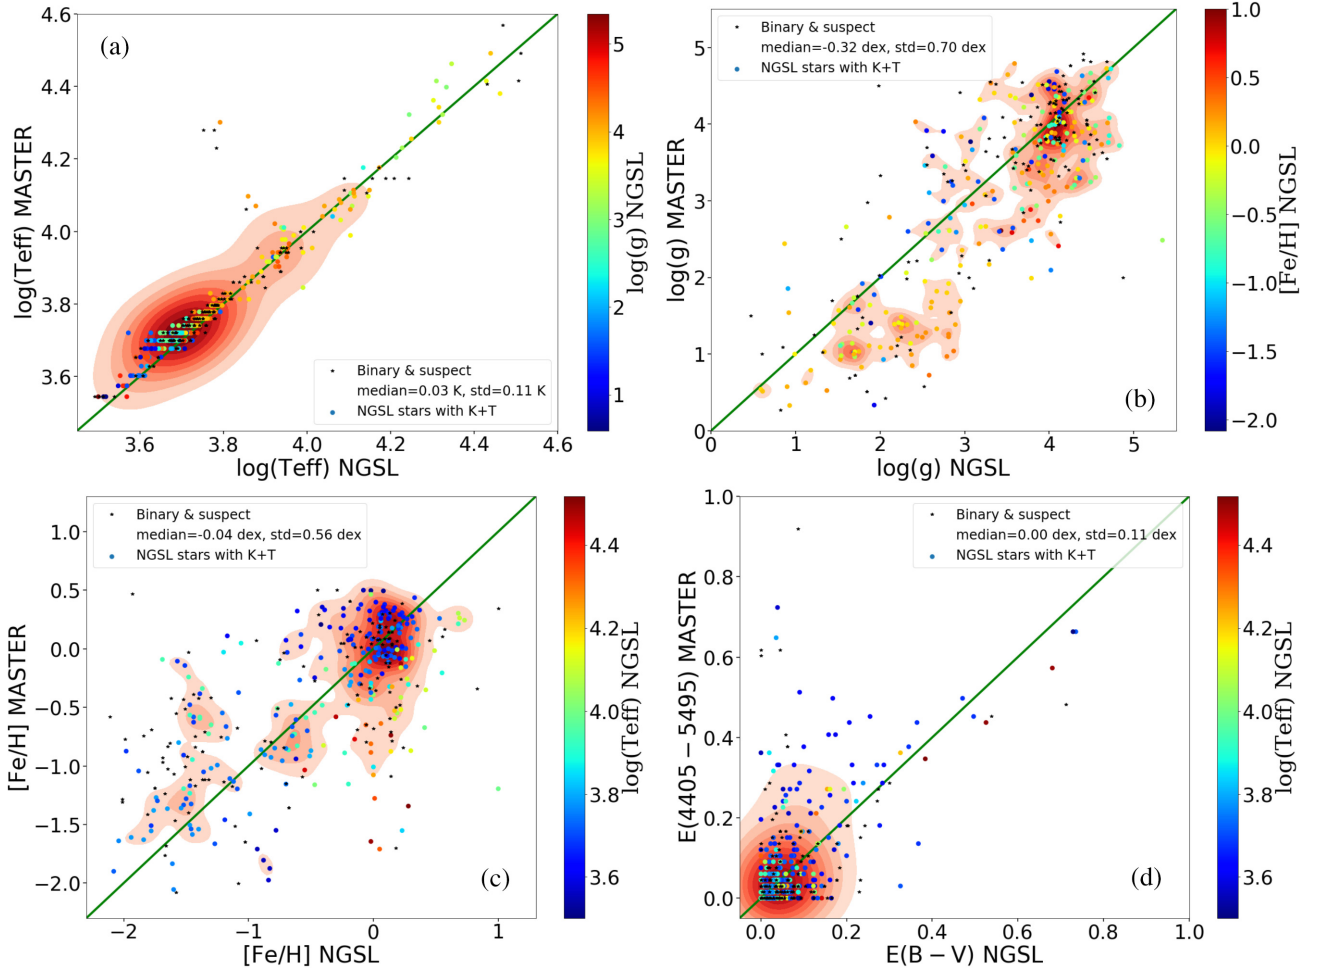 (a)
4.6
4.4
4.2
4.0
3.8
3.6
log(Teff) MASTER
3.6
3.8
4.0
4.2
4.4
4.6
log(Teff) NGSL
Binary & suspect
median=0.03 K, std=0.11 K
NGSL stars with K+T
5
4
3
2
1
log(g) NGSL
(b)
5
4
3
2
1
0
log(g) MASTER
0
1
2
3
4
5
log(g) NGSL
Binary & suspect
median=-0.32 dex, std=0.70 dex
NGSL stars with K+T
1.0
0.5
0.0
−0.5
−1.0
−1.5
−2.0
[Fe/H] NGSL
(c)
1.0
0.5
0.0
−0.5
−1.0
−1.5
−2.0
[Fe/H] MASTER
−2
−1
0
1
[Fe/H] NGSL
Binary & suspect
median=-0.04 dex, std=0.56 dex
NGSL stars with K+T
4.4
4.2
4.0
3.8
3.6
log(Teff) NGSL
(d)
1.0
0.8
0.6
0.4
0.2
0.0
E(4405 − 5495) MASTER
0.0
0.2
0.4
0.6
0.8
1.0
E(B − V) NGSL
Binary & suspect
median=0.00 dex, std=0.11 dex
NGSL stars with K+T
4.4
4.2
4.0
3.8
3.6
log(Teff) NGSL